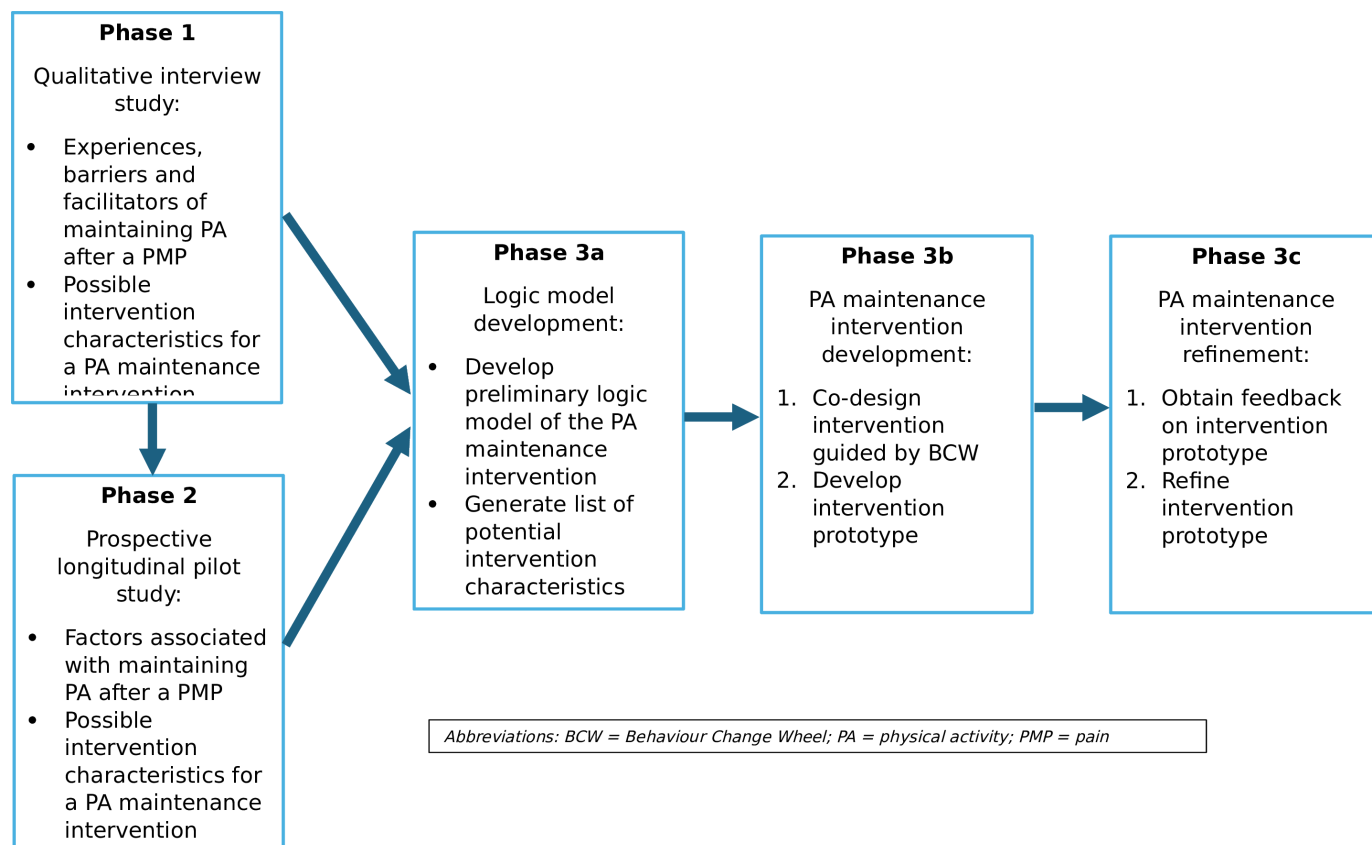 Phase 1
Qualitative interview
study:
• Experiences,
barriers and
facilitators of
maintaining PA
after a PMP
• Possible
intervention
characteristics for
a PA maintenance
intervention
Phase 2
Prospective
longitudinal pilot
study:
• Factors associated
with maintaining
PA after a PMP
• Possible
intervention
characteristics for
a PA maintenance
intervention
Phase 3a
Logic model
development:
• Develop
preliminary logic
model of the PA
maintenance
intervention
• Generate list of
potential
intervention
characteristics
Phase 3b
PA maintenance
intervention
development:
1. Co-design
intervention
guided by BCW
2. Develop
intervention
prototype
Phase 3c
PA maintenance
intervention
refinement:
1. Obtain feedback
on intervention
prototype
2. Refine
intervention
prototype
Abbreviations: BCW = Behaviour Change Wheel; PA = physical activity; PMP = pain